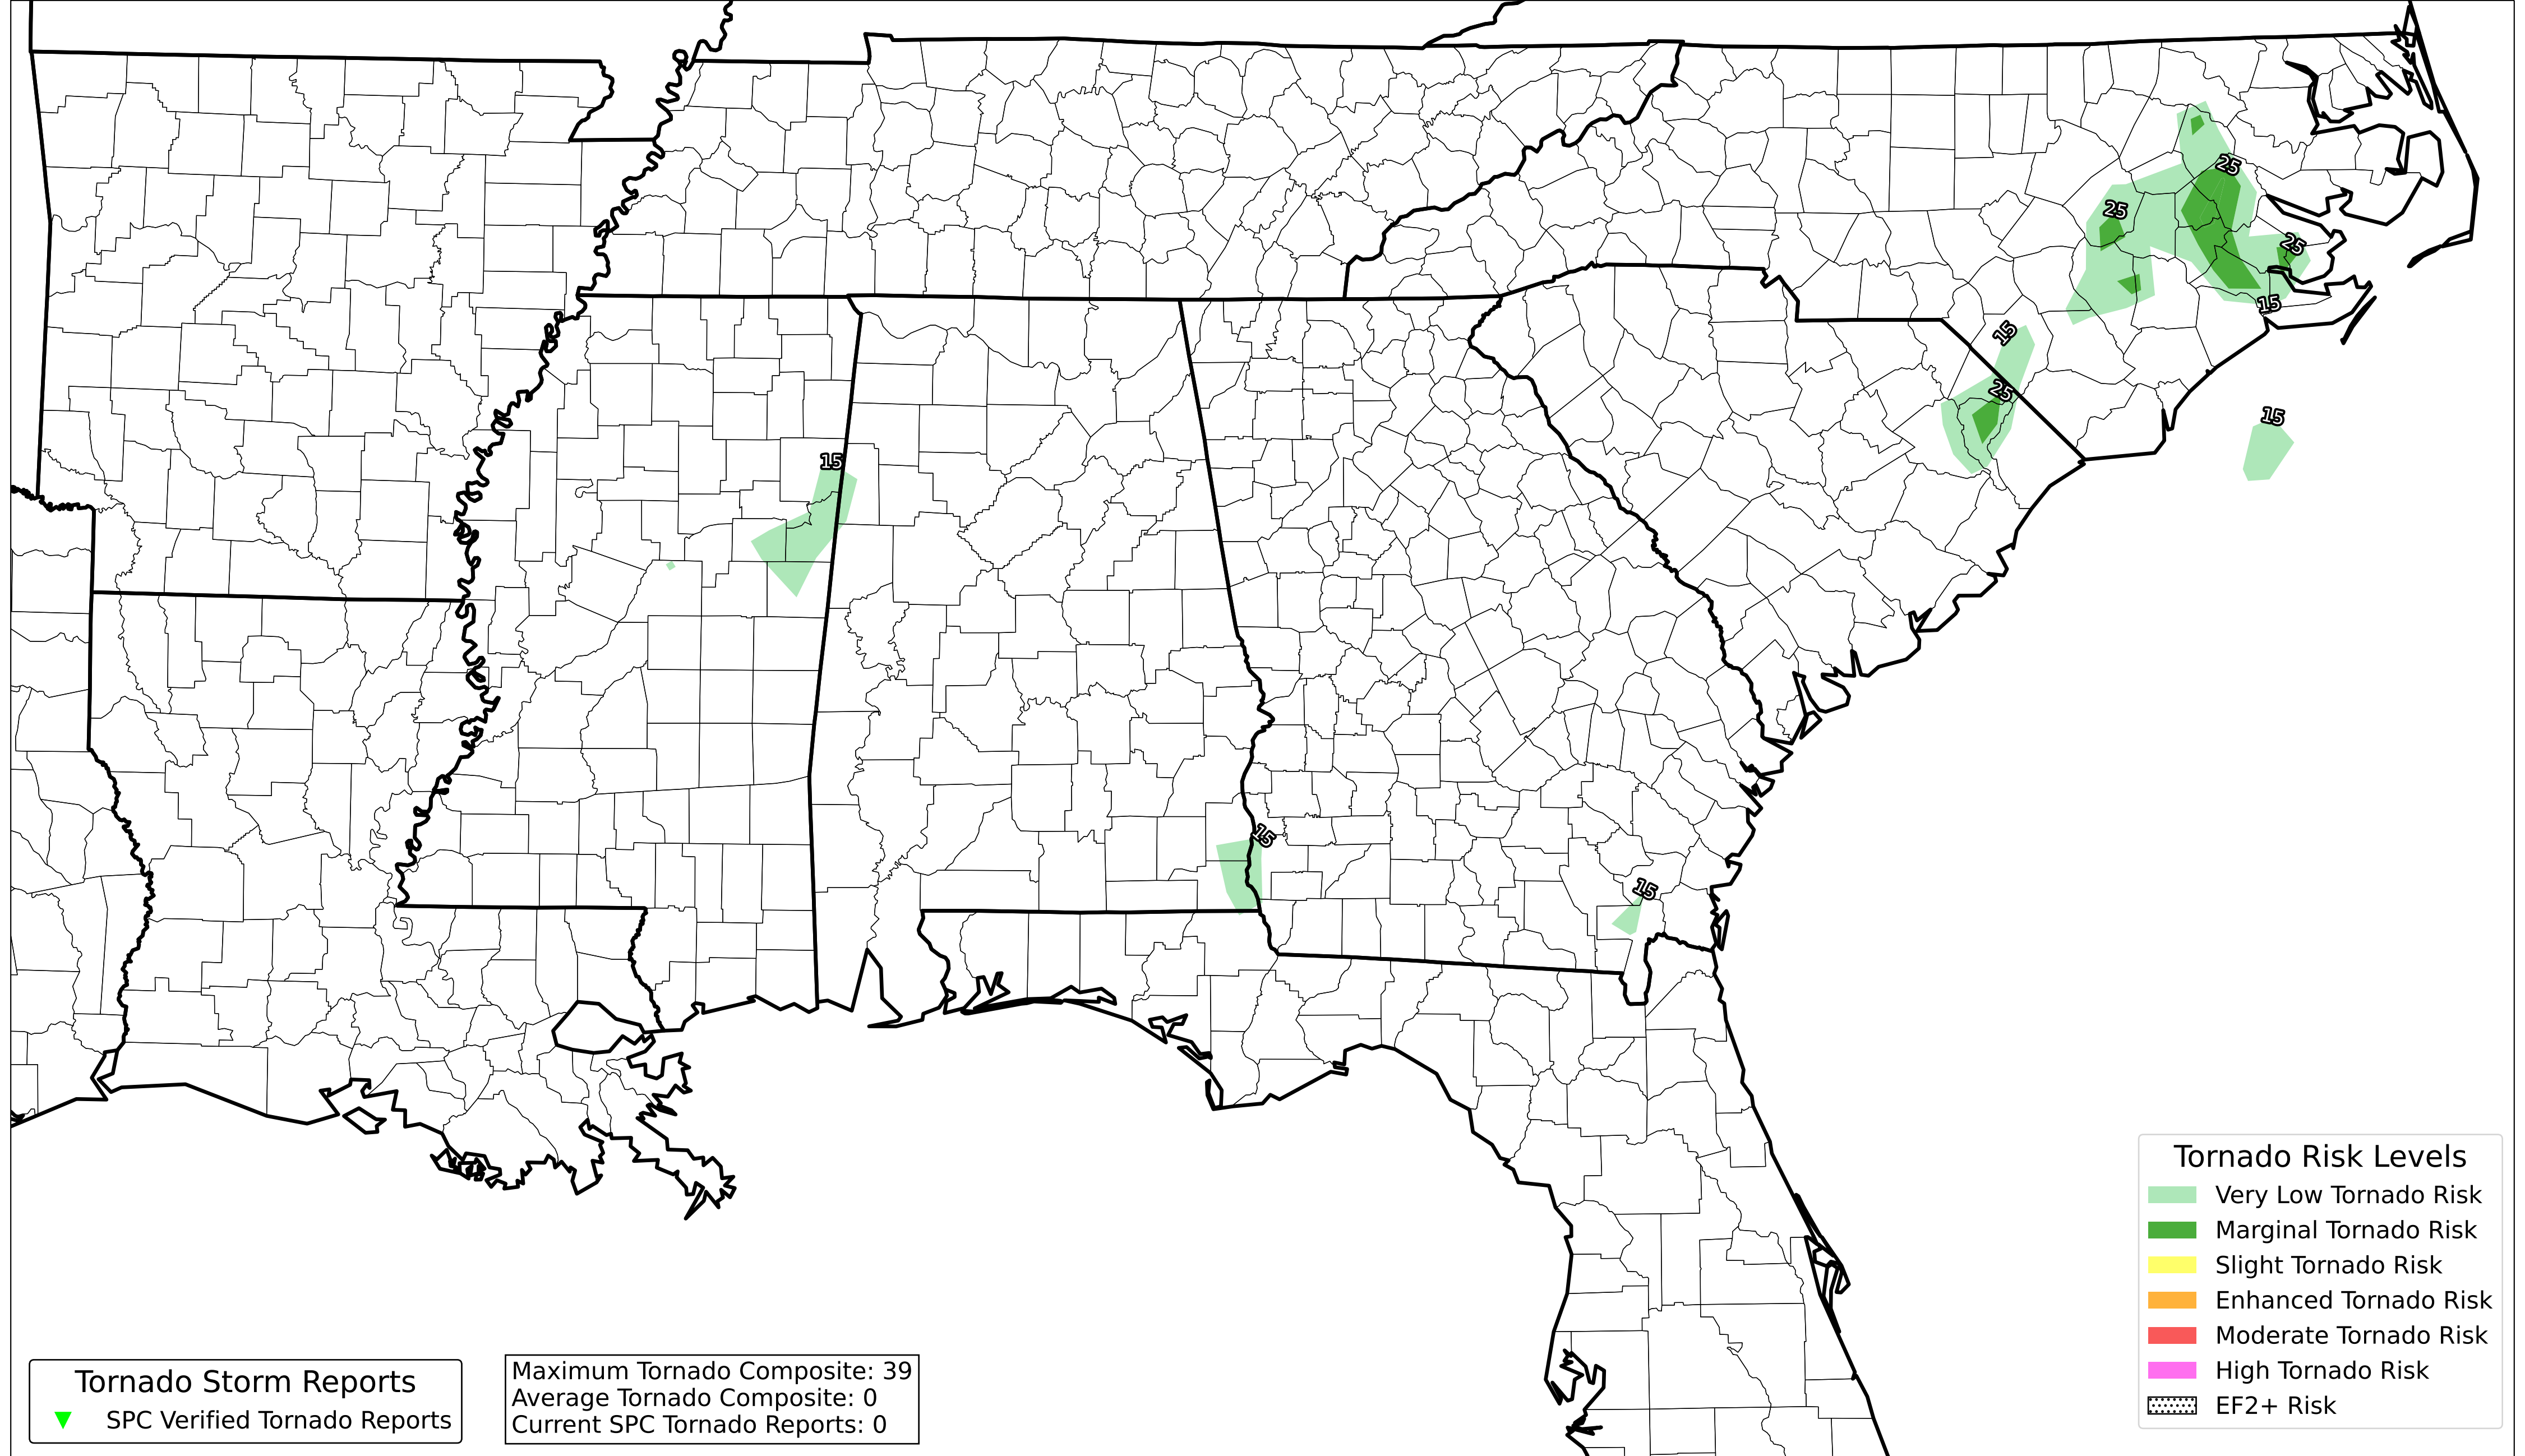 25
25
25
15
15
25
15
15
15
15
Tornado Risk Levels
Very Low Tornado Risk
Marginal Tornado Risk
Slight Tornado Risk
Enhanced Tornado Risk
Moderate Tornado Risk
High Tornado Risk
EF2+ Risk
Tornado Storm Reports
SPC Verified Tornado Reports
Maximum Tornado Composite: 39
Average Tornado Composite: 0
Current SPC Tornado Reports: 0